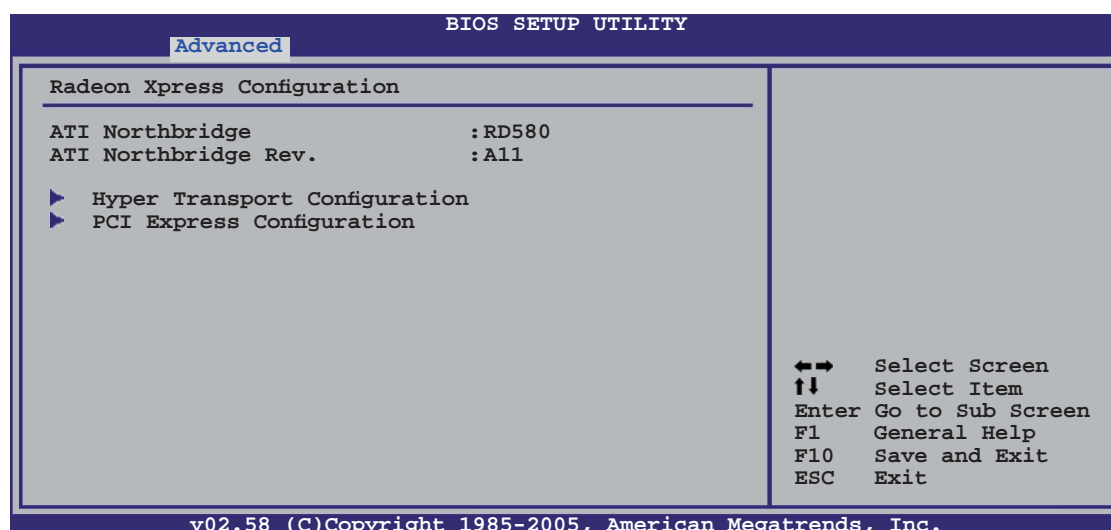 BIOS SETUP UTILITY
Advanced
Radeon Xpress Configuration
ATI Northbridge :RD580
ATI Northbridge Rev. :A11
Hyper Transport Configuration
PCI Express Configuration
Select Screen
Select Item
Enter Go to Sub Screen
F1 General Help
F10 Save and Exit
ESC Exit
v02.58 (C)Copyright 1985-2005, American Megatrends, Inc.